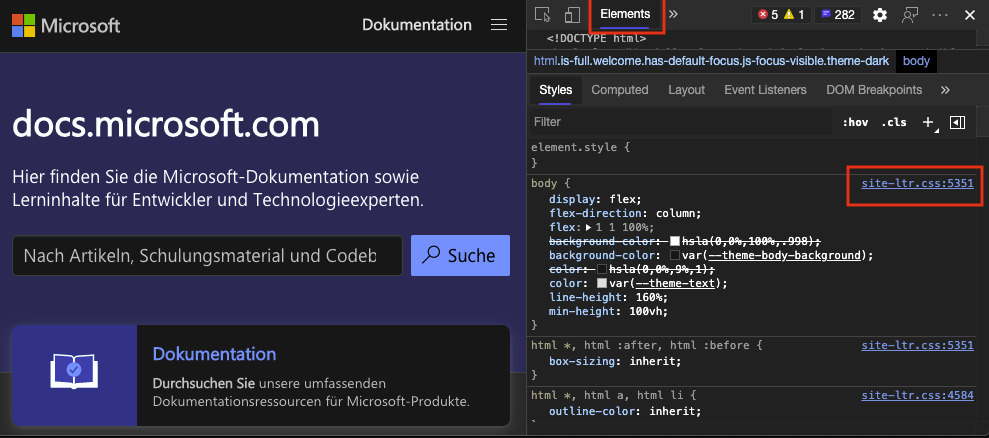 Microsoft
Dokumentation
docs.microsoft.com
Hier finden Sie die Microsoft-Dokumentation sowie
Lerninhalte für Entwickler und Technologieexperten.
Nach Artikeln, Schulungsmaterial und Codeb
Suche
Dokumentation
Durchsuchen Sie unsere umfassenden
Dokumentationsressourcen für Microsoft-Produkte.
Elements » 5 1 282
<!DOCTYPE html>
html.is-full.welcome.has-default-focus.js-focus-visible.theme-dark body
Styles Computed Layout Event Listeners DOM Breakpoints »
Filter :hov .cls +
element.style {
}
body { site-ltr.css:5351
display: flex;
flex-direction: column;
flex: 1 1 100%;
background-color: hsla(0,0%,100%,.998);
background-color: var(--theme-body-background);
color: hsla(0,0%,9%,1);
color: var(--theme-text);
line-height: 160%;
min-height: 100vh;
}
html *, html :after, html :before { site-ltr.css:5351
box-sizing: inherit;
}
html *, html a, html li { site-ltr.css:4584
outline-color: inherit;